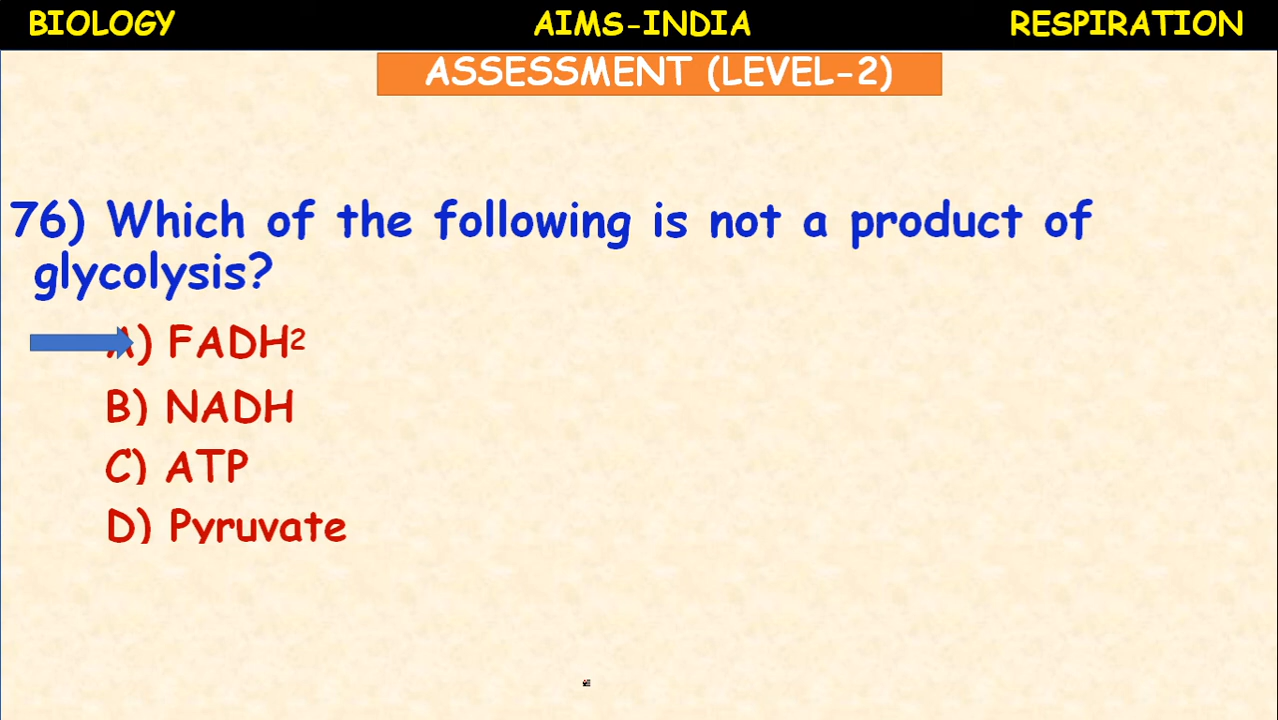 BIOLOGY AIMS-INDIA RESPIRATION
ASSESSMENT (LEVEL-2)
76) Which of the following is not a product of
glycolysis?
A) FADH²
B) NADH
C) ATP
D) Pyruvate